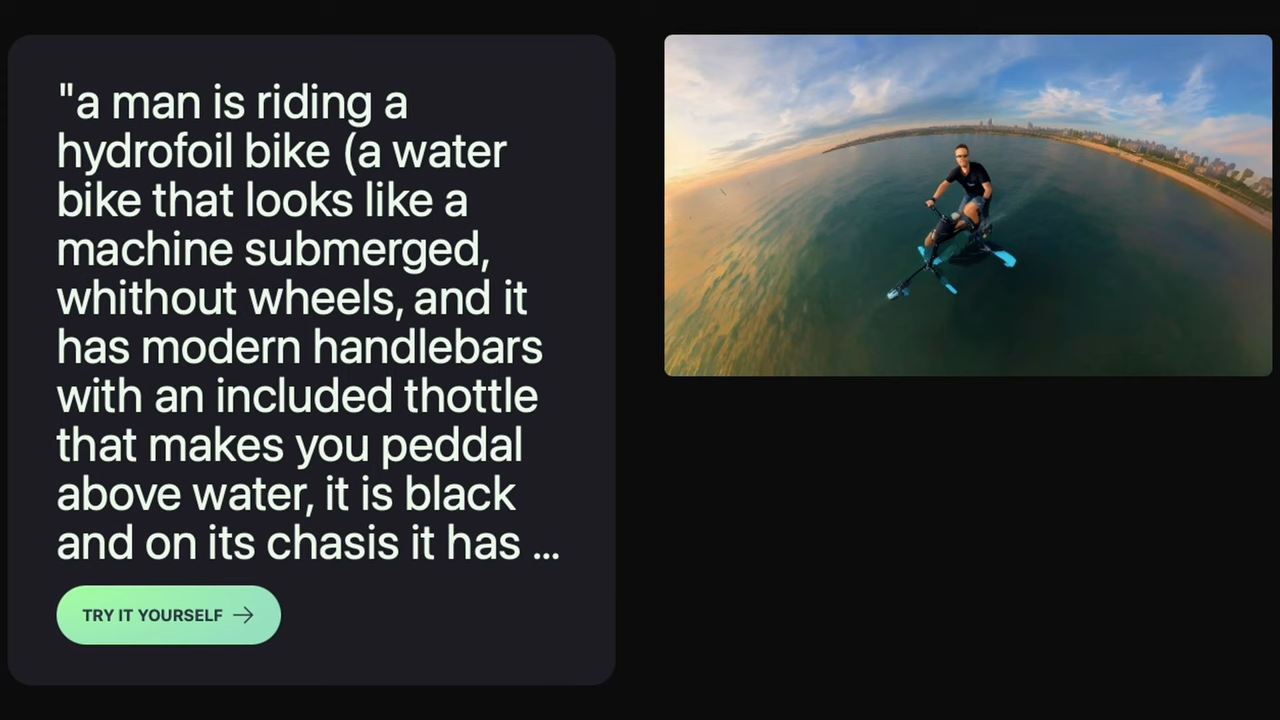 "a man is riding a
hydrofoil bike (a water
bike that looks like a
machine submerged,
whithout wheels, and it
has modern handlebars
with an included thottle
that makes you peddal
above water, it is black
and on its chasis it has ...
TRY IT YOURSELF